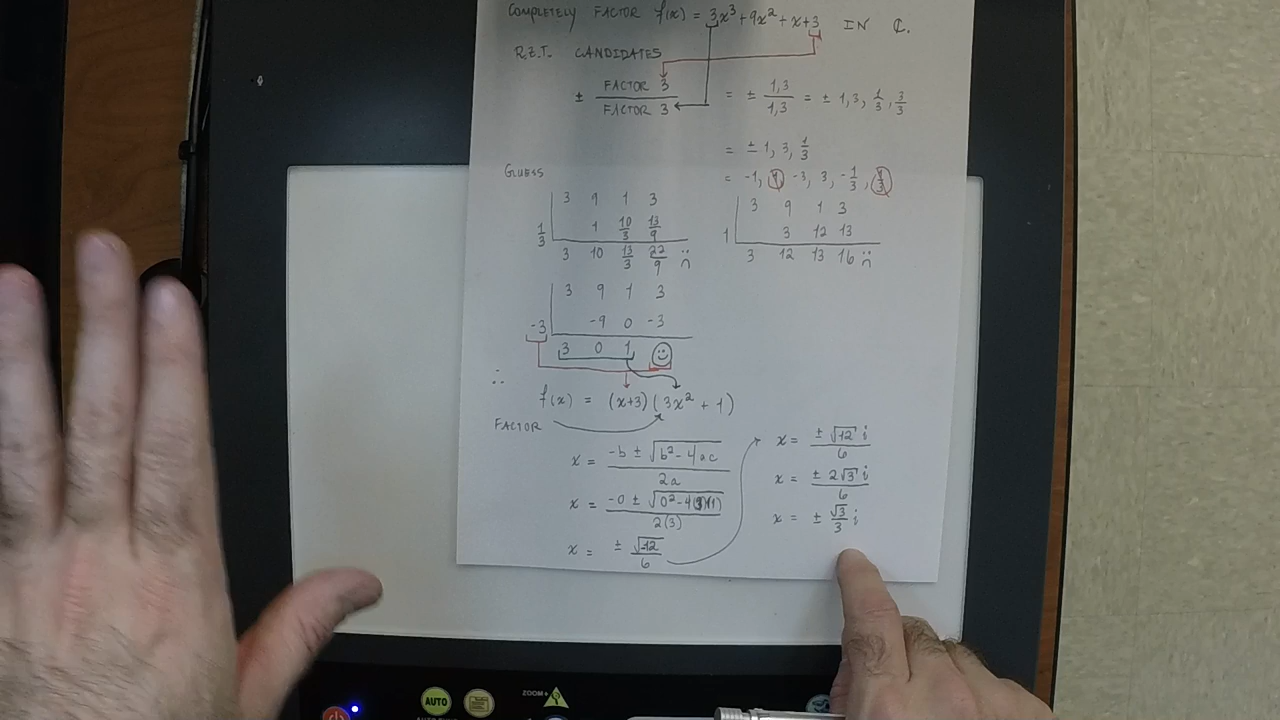 COMPLETELY FACTOR f(x) = 3x³ + 9x² + x + 3 IN ℂ.
R.Z.T. CANDIDATES
± FACTOR 3 / FACTOR 3 = ± 1,3 / 1,3 = ± 1, 3, 1/3, 3/3
= ± 1, 3, 1/3
= -1, 1, -3, 3, -1/3, 1/3
GUESS
3 9 1 3
1 10/3 13/9
1/3
3 10 13/3 22/9
3 9 1 3
3 12 13
1
3 12 13 16
3 9 1 3
-9 0 -3
-3
3 0 1
∴
f(x) = (x+3)(3x² + 1)
FACTOR
x = -b ± √b² - 4ac / 2a
x = -0 ± √0² - 4(3)(1) / 2(3)
x = ± √-12 / 6
x = ± √12 i / 6
x = ± 2√3 i / 6
x = ± √3/3 i
AUTO
ZOOM+